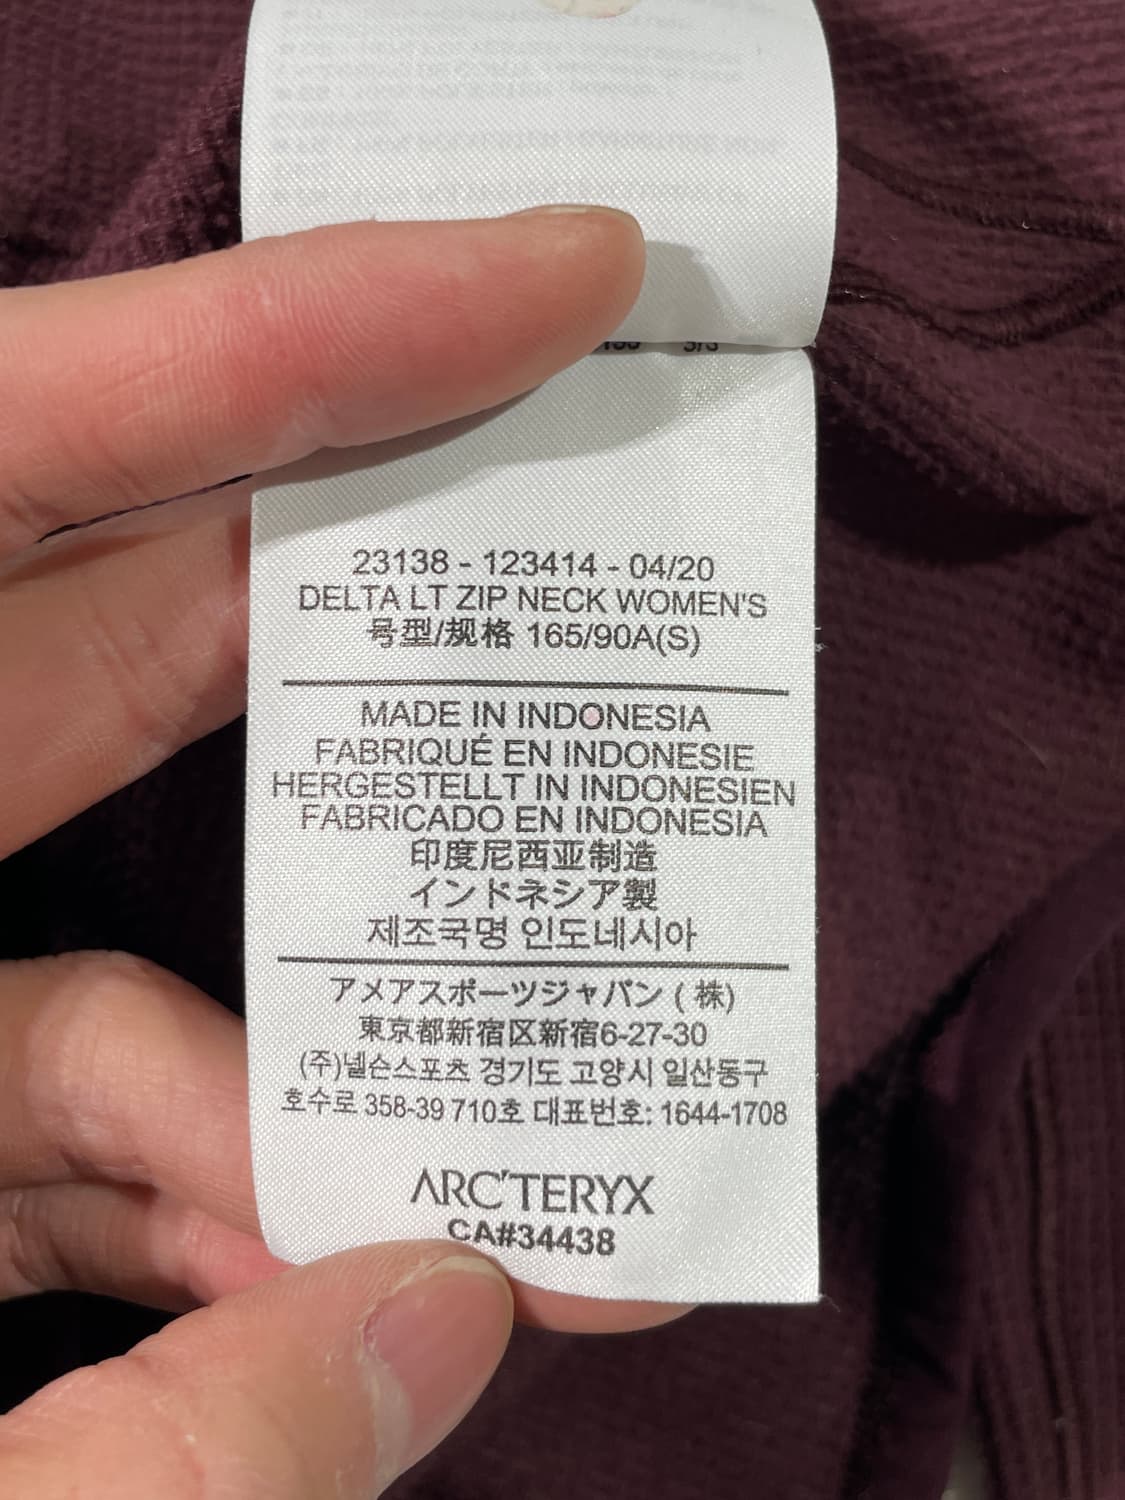 23138 - 123414 - 04/20
DELTA LT ZIP NECK WOMEN'S
号型/规格 165/90A(S)
MADE IN INDONESIA
FABRIQUÉ EN INDONESIE
HERGESTELLT IN INDONESIEN
FABRICADO EN INDONESIA
印度尼西亚制造
インドネシア製
제조국명 인도네시아
アメアスポーツジャパン ( 株)
東京都新宿区新宿6-27-30
(주)넬슨스포츠 경기도 고양시 일산동구
호수로 358-39 710호 대표번호: 1644-1708
ARC'TERYX
CA#34438